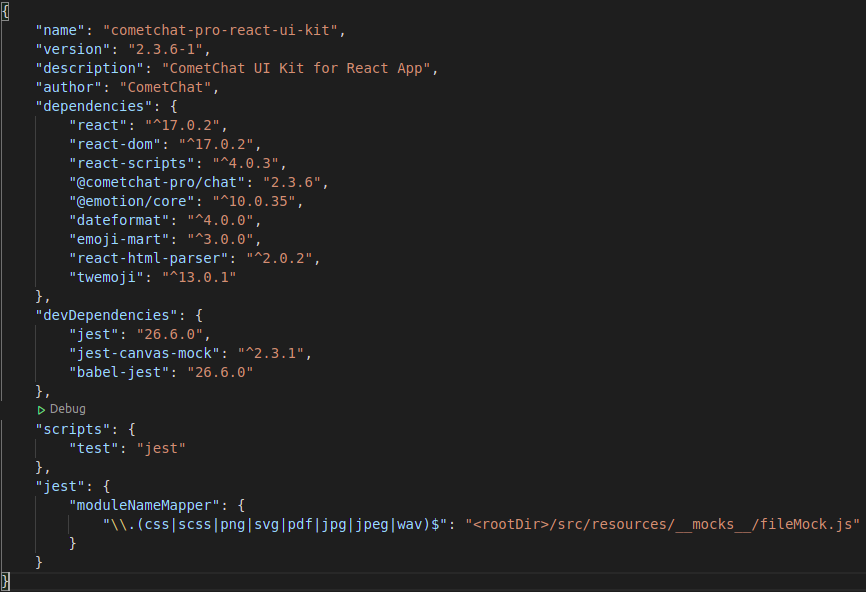 {
"name": "cometchat-pro-react-ui-kit",
"version": "2.3.6-1",
"description": "CometChat UI Kit for React App",
"author": "CometChat",
"dependencies": {
"react": "^17.0.2",
"react-dom": "^17.0.2",
"react-scripts": "^4.0.3",
"@cometchat-pro/chat": "2.3.6",
"@emotion/core": "^10.0.35",
"dateformat": "^4.0.0",
"emoji-mart": "^3.0.0",
"react-html-parser": "^2.0.2",
"twemoji": "^13.0.1"
},
"devDependencies": {
"jest": "26.6.0",
"jest-canvas-mock": "^2.3.1",
"babel-jest": "26.6.0"
},
Debug
"scripts": {
"test": "jest"
},
"jest": {
"moduleNameMapper": {
"\\.(css|scss|png|svg|pdf|jpg|jpeg|wav)$": "<rootDir>/src/resources/__mocks__/fileMock.js"
}
}
}